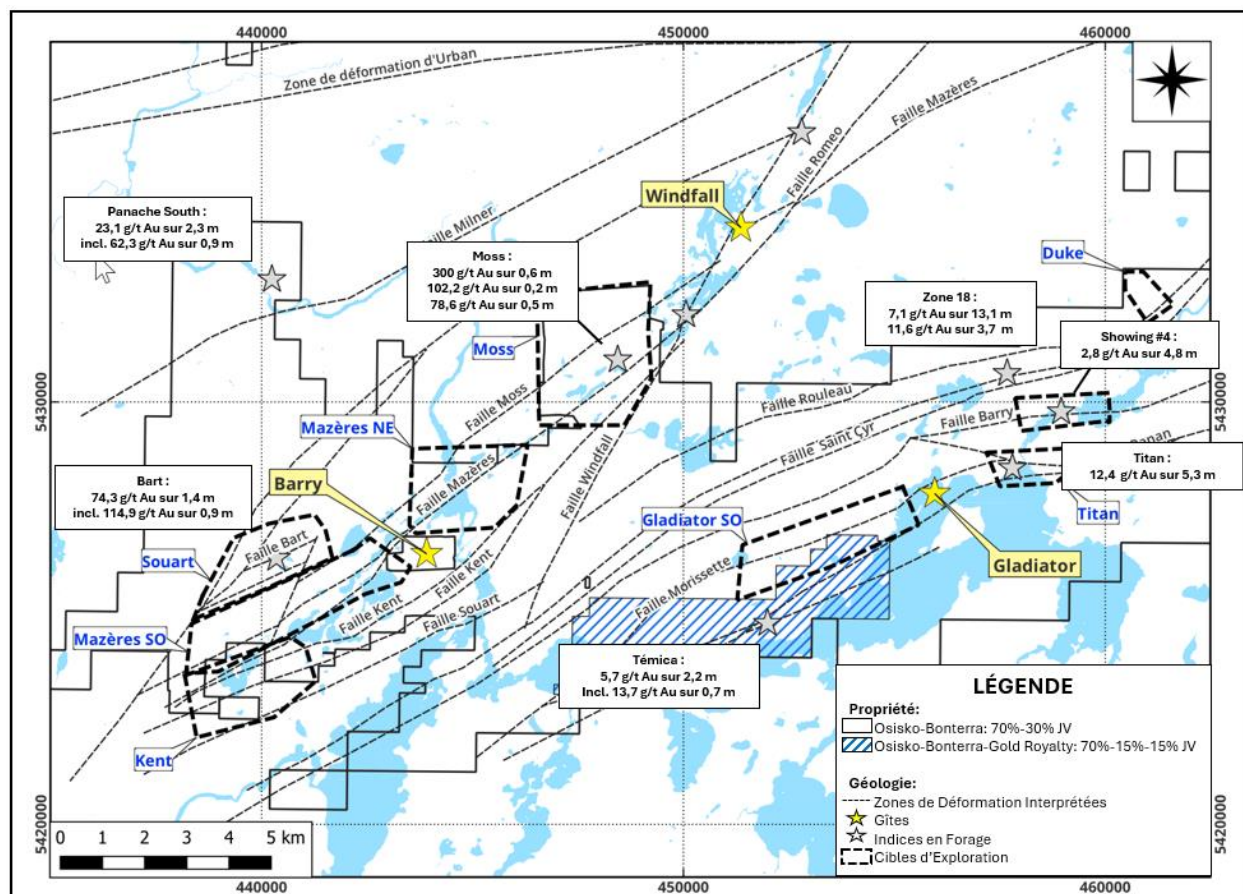 440000
450000
460000
Zone de déformation d'Urban
Faille Mazères
Faille Romeo
Windfall
Panache South :
23,1 g/t Au sur 2,3 m
incl. 62,3 g/t Au sur 0,9 m
Faille Milner
Moss :
300 g/t Au sur 0,6 m
102,2 g/t Au sur 0,2 m
78,6 g/t Au sur 0,5 m
Duke
Zone 18 :
7,1 g/t Au sur 13,1 m
11,6 g/t Au sur 3,7 m
Showing #4 :
2,8 g/t Au sur 4,8 m
Moss
5430000
5430000
Faille Moss
Faille Rouleau
Faille Barry
Faille Saint Cyr
Mazères NE
Faille Mazères
Faille Windfall
Titan :
12,4 g/t Au sur 5,3 m
Bart :
74,3 g/t Au sur 1,4 m
incl. 114,9 g/t Au sur 0,9 m
Barry
Gladiator SO
Titan
Faille Bart
Souart
Gladiator
Faille Kent
Faille Kent
Faille Souart
Faille Morissette
Mazères SO
Témica :
5,7 g/t Au sur 2,2 m
Incl. 13,7 g/t Au sur 0,7 m
Kent
LÉGENDE
Propriété:
Osisko-Bonterra: 70%-30% JV
Osisko-Bonterra-Gold Royalty: 70%-15%-15% JV
Géologie:
Zones de Déformation Interprétées
Gîtes
Indices en Forage
Cibles d'Exploration
5420000
5420000
0 1 2 3 4 5 km
440000
450000
460000